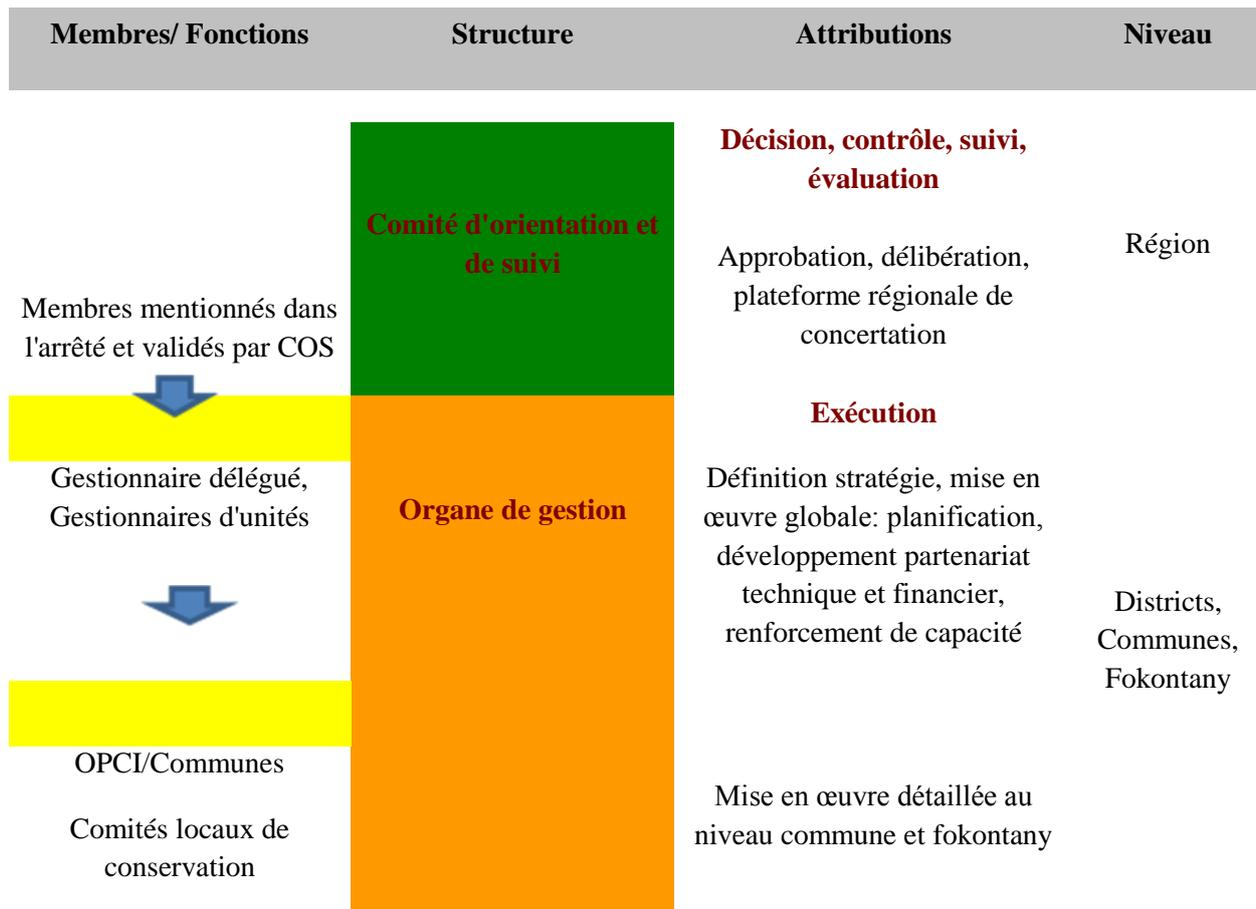 Membres/ Fonctions
Structure
Attributions
Niveau
Membres mentionnés dans
l'arrêté et validés par COS
Comité d'orientation et
de suivi
Décision, contrôle, suivi,
évaluation
Approbation, délibération,
plateforme régionale de
concertation
Région
Gestionnaire délégué,
Gestionnaires d'unités
Organe de gestion
Exécution
Définition stratégie, mise en
œuvre globale: planification,
développement partenariat
technique et financier,
renforcement de capacité
Districts,
Communes,
Fokontany
OPCI/Communes
Comités locaux de
conservation
Mise en œuvre détaillée au
niveau commune et fokontany